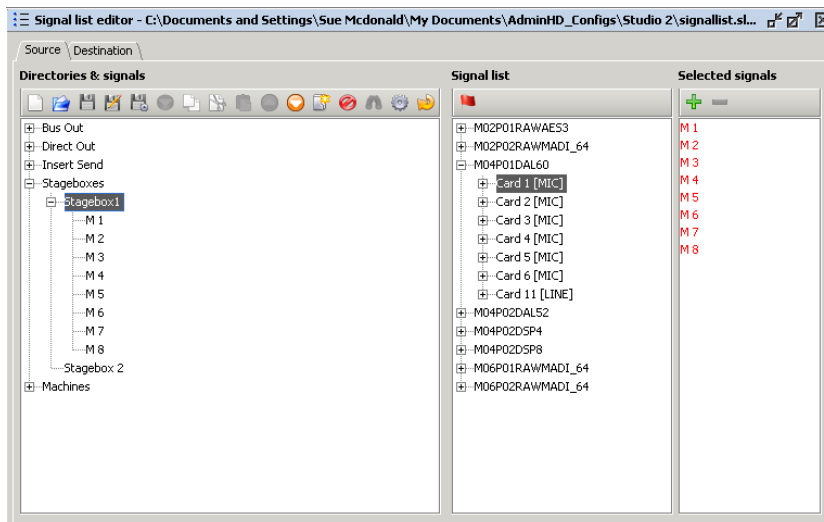 Signal list editor - C:\Documents and Settings\Sue Mcdonald\My Documents\AdminHD_Configs\Studio 2\signallist.sl...
Source
Destination
Directories & signals
Bus Out
Direct Out
Insert Send
Stageboxes
Stagebox1
M 1
M 2
M 3
M 4
M 5
M 6
M 7
M 8
Stagebox 2
Machines
Signal list
M02P01RAWAES3
M02P02RAWMADI_64
M04P01DAL60
Card 1 [MIC]
Card 2 [MIC]
Card 3 [MIC]
Card 4 [MIC]
Card 5 [MIC]
Card 6 [MIC]
Card 11 [LINE]
M04P02DAL52
M04P02DSP4
M04P02DSP8
M06P01RAWMADI_64
M06P02RAWMADI_64
Selected signals
M 1
M 2
M 3
M 4
M 5
M 6
M 7
M 8